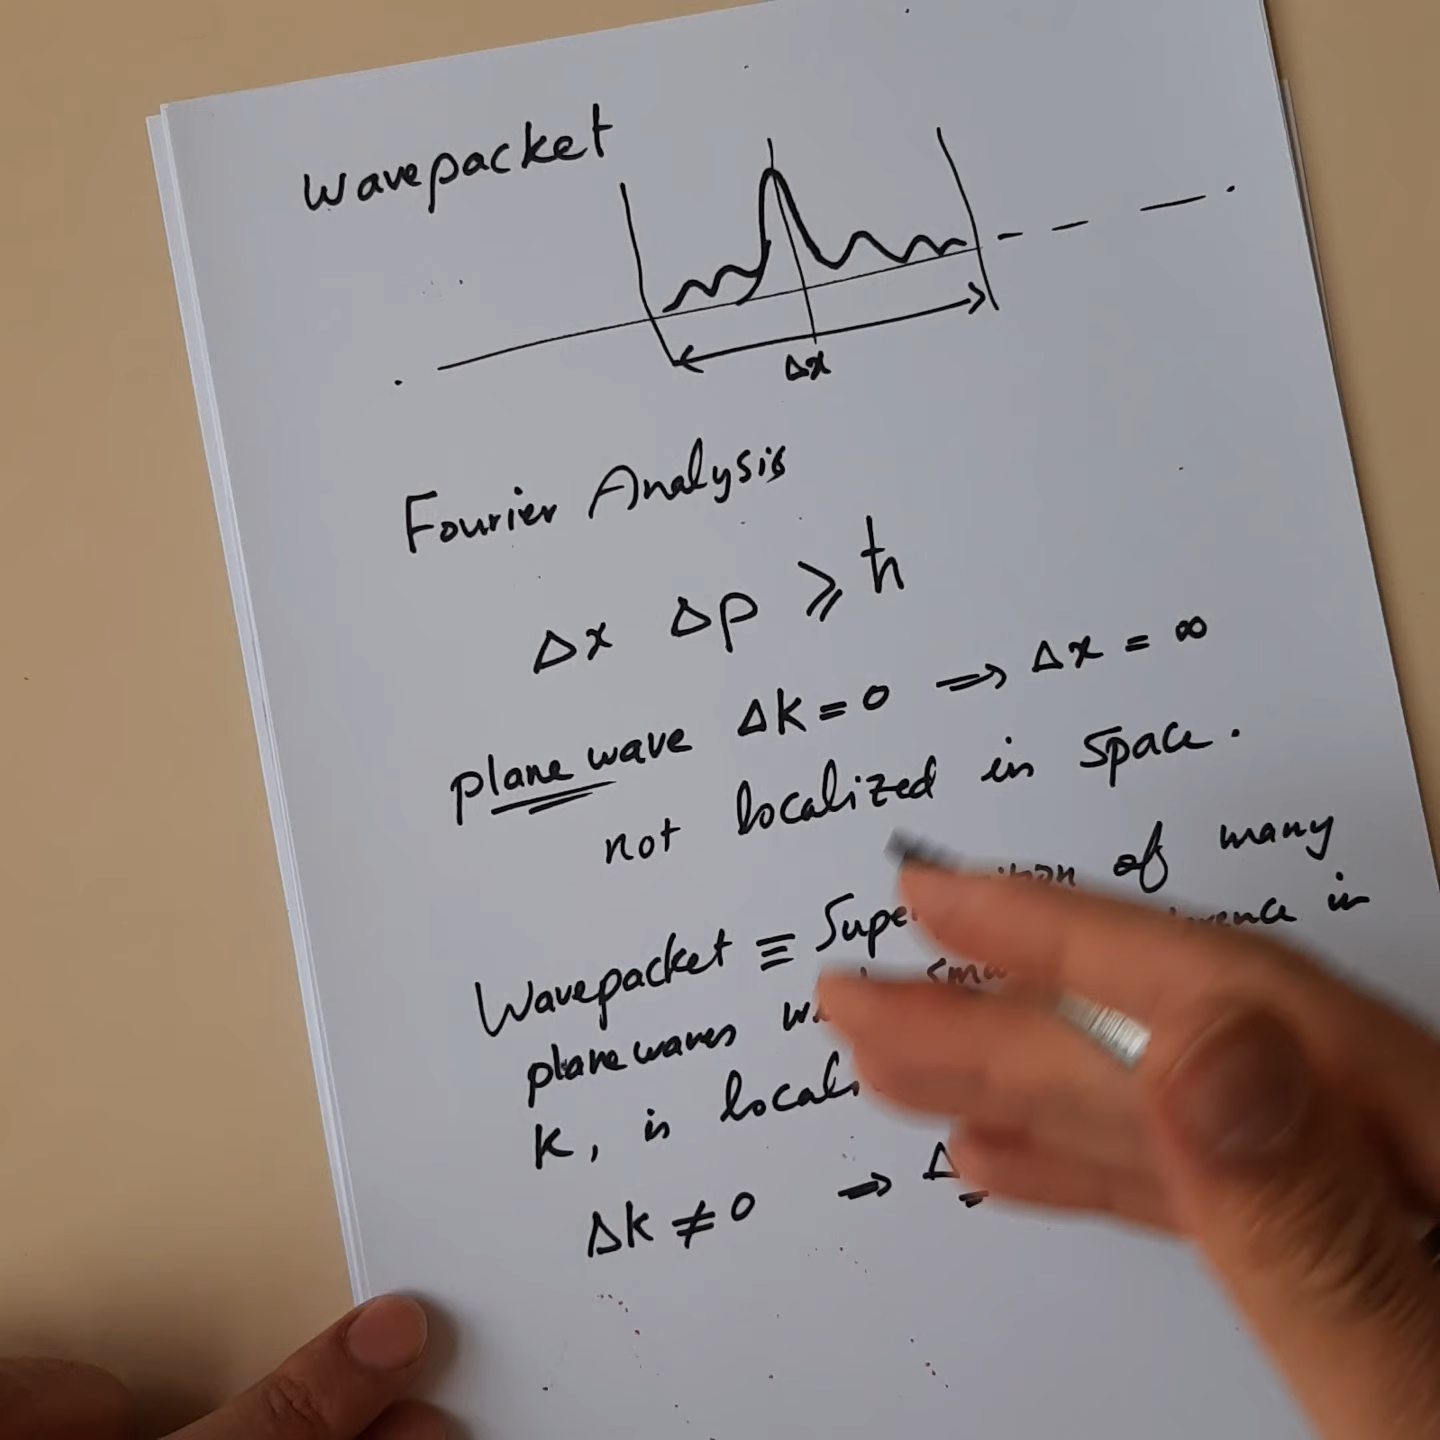 wavepacket
Δx
Fourier Analysis
Δx Δp ⩾ ħ
plane wave Δk = 0 ⟹ Δx = ∞
not localized in space.
Wavepacket ≡ of many
plane waves in
k, is
Δk ≠ 0 → Δ